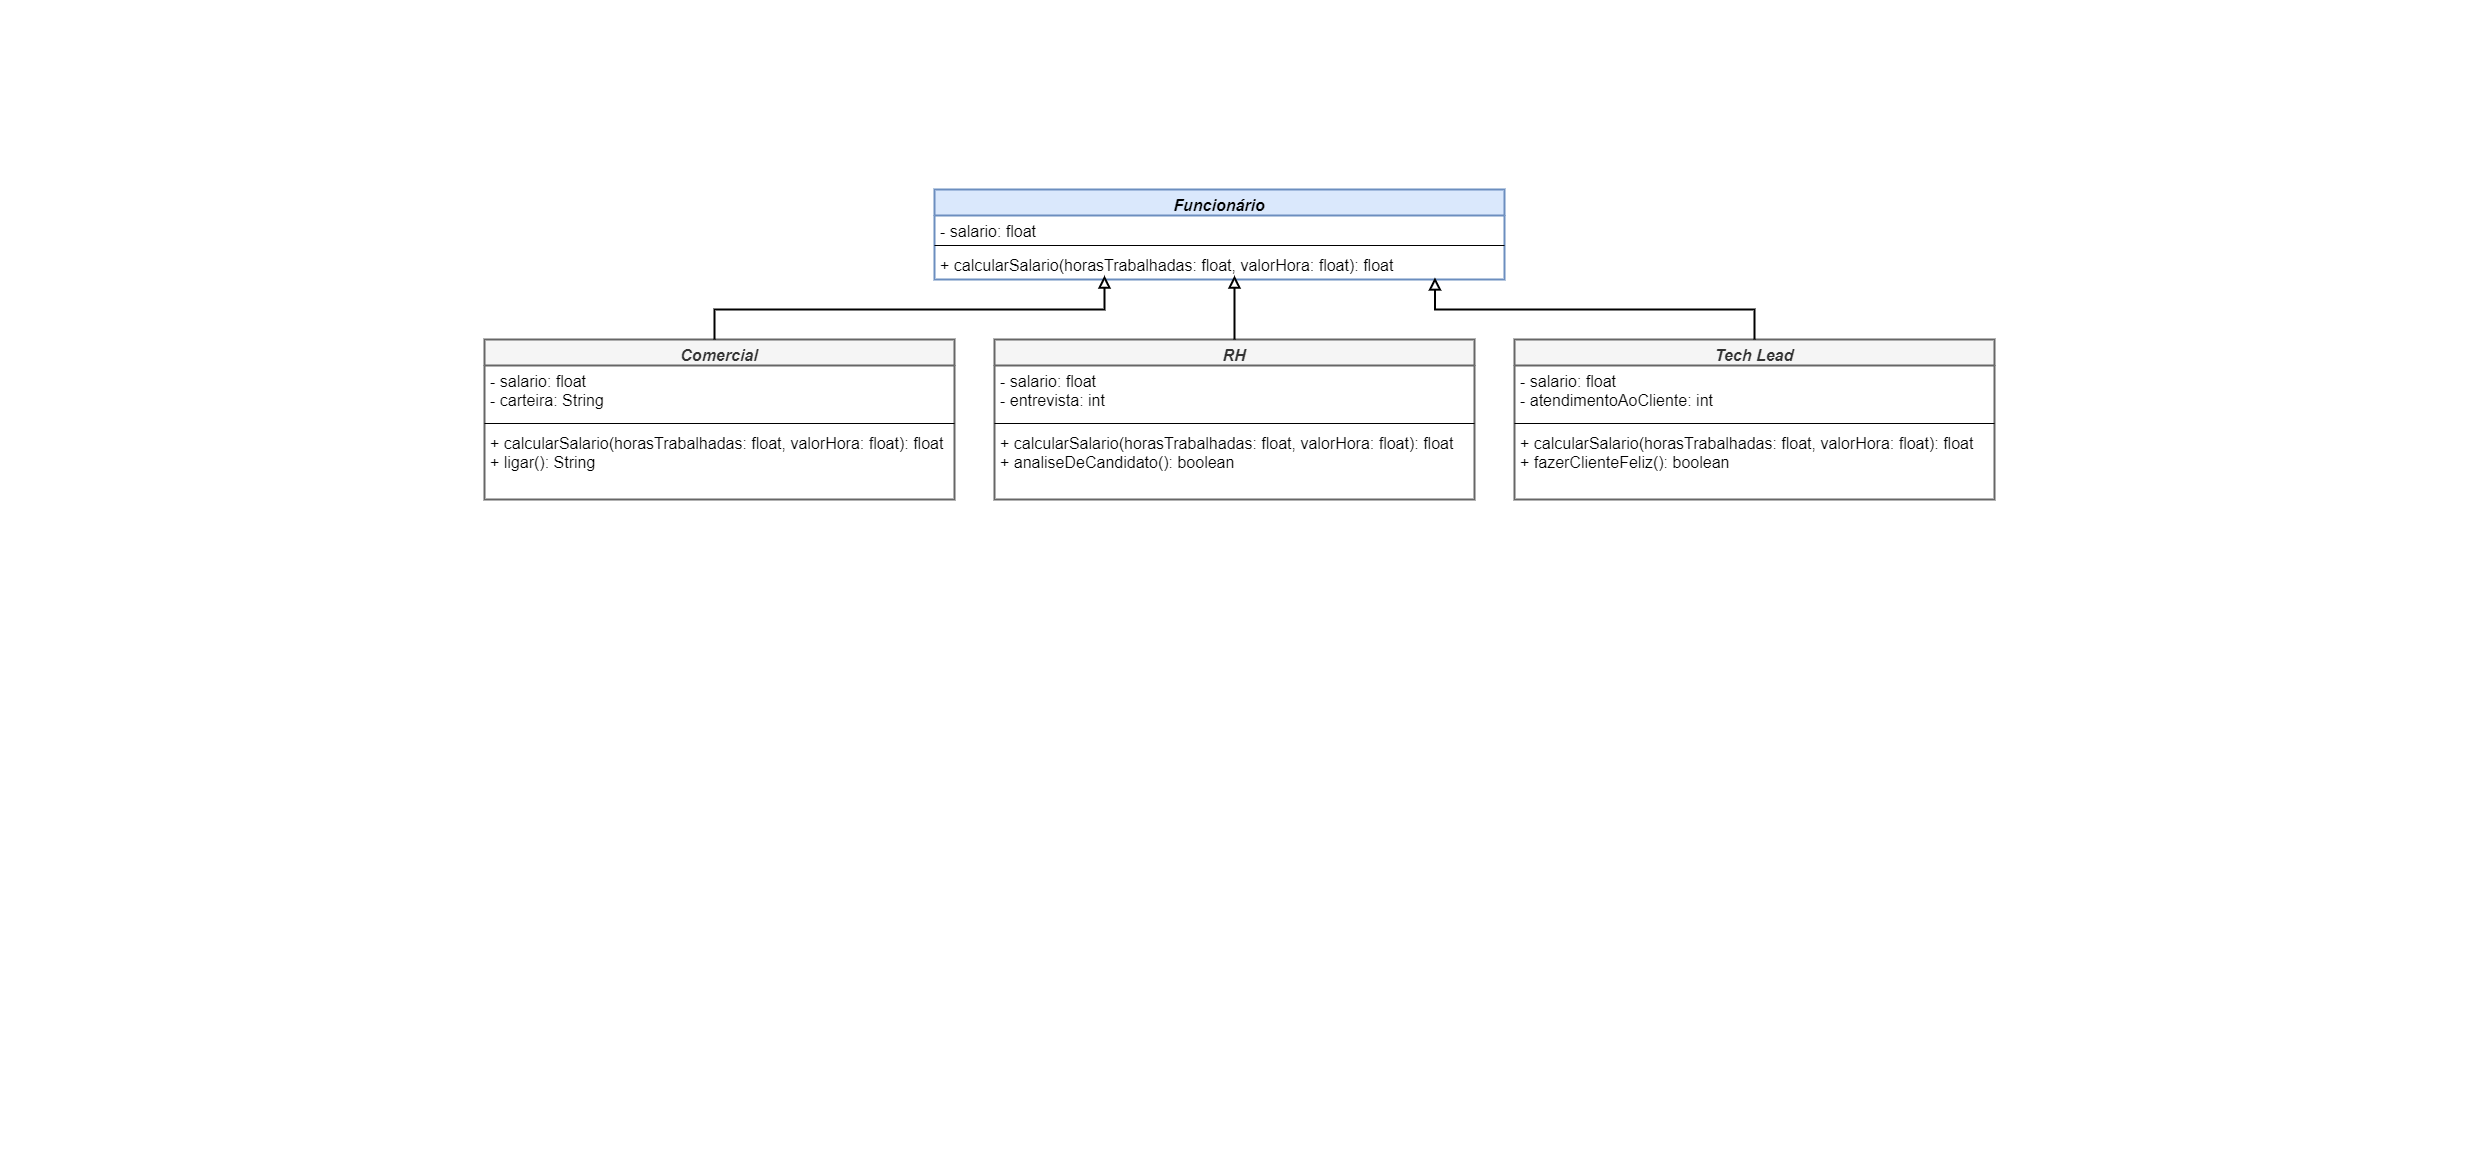 Funcionário
- salario: float
+ calcularSalario(horasTrabalhadas: float, valorHora: float): float
Comercial
- salario: float
- carteira: String
+ calcularSalario(horasTrabalhadas: float, valorHora: float): float
+ ligar(): String
RH
- salario: float
- entrevista: int
+ calcularSalario(horasTrabalhadas: float, valorHora: float): float
+ analiseDeCandidato(): boolean
Tech Lead
- salario: float
- atendimentoAoCliente: int
+ calcularSalario(horasTrabalhadas: float, valorHora: float): float
+ fazerClienteFeliz(): boolean